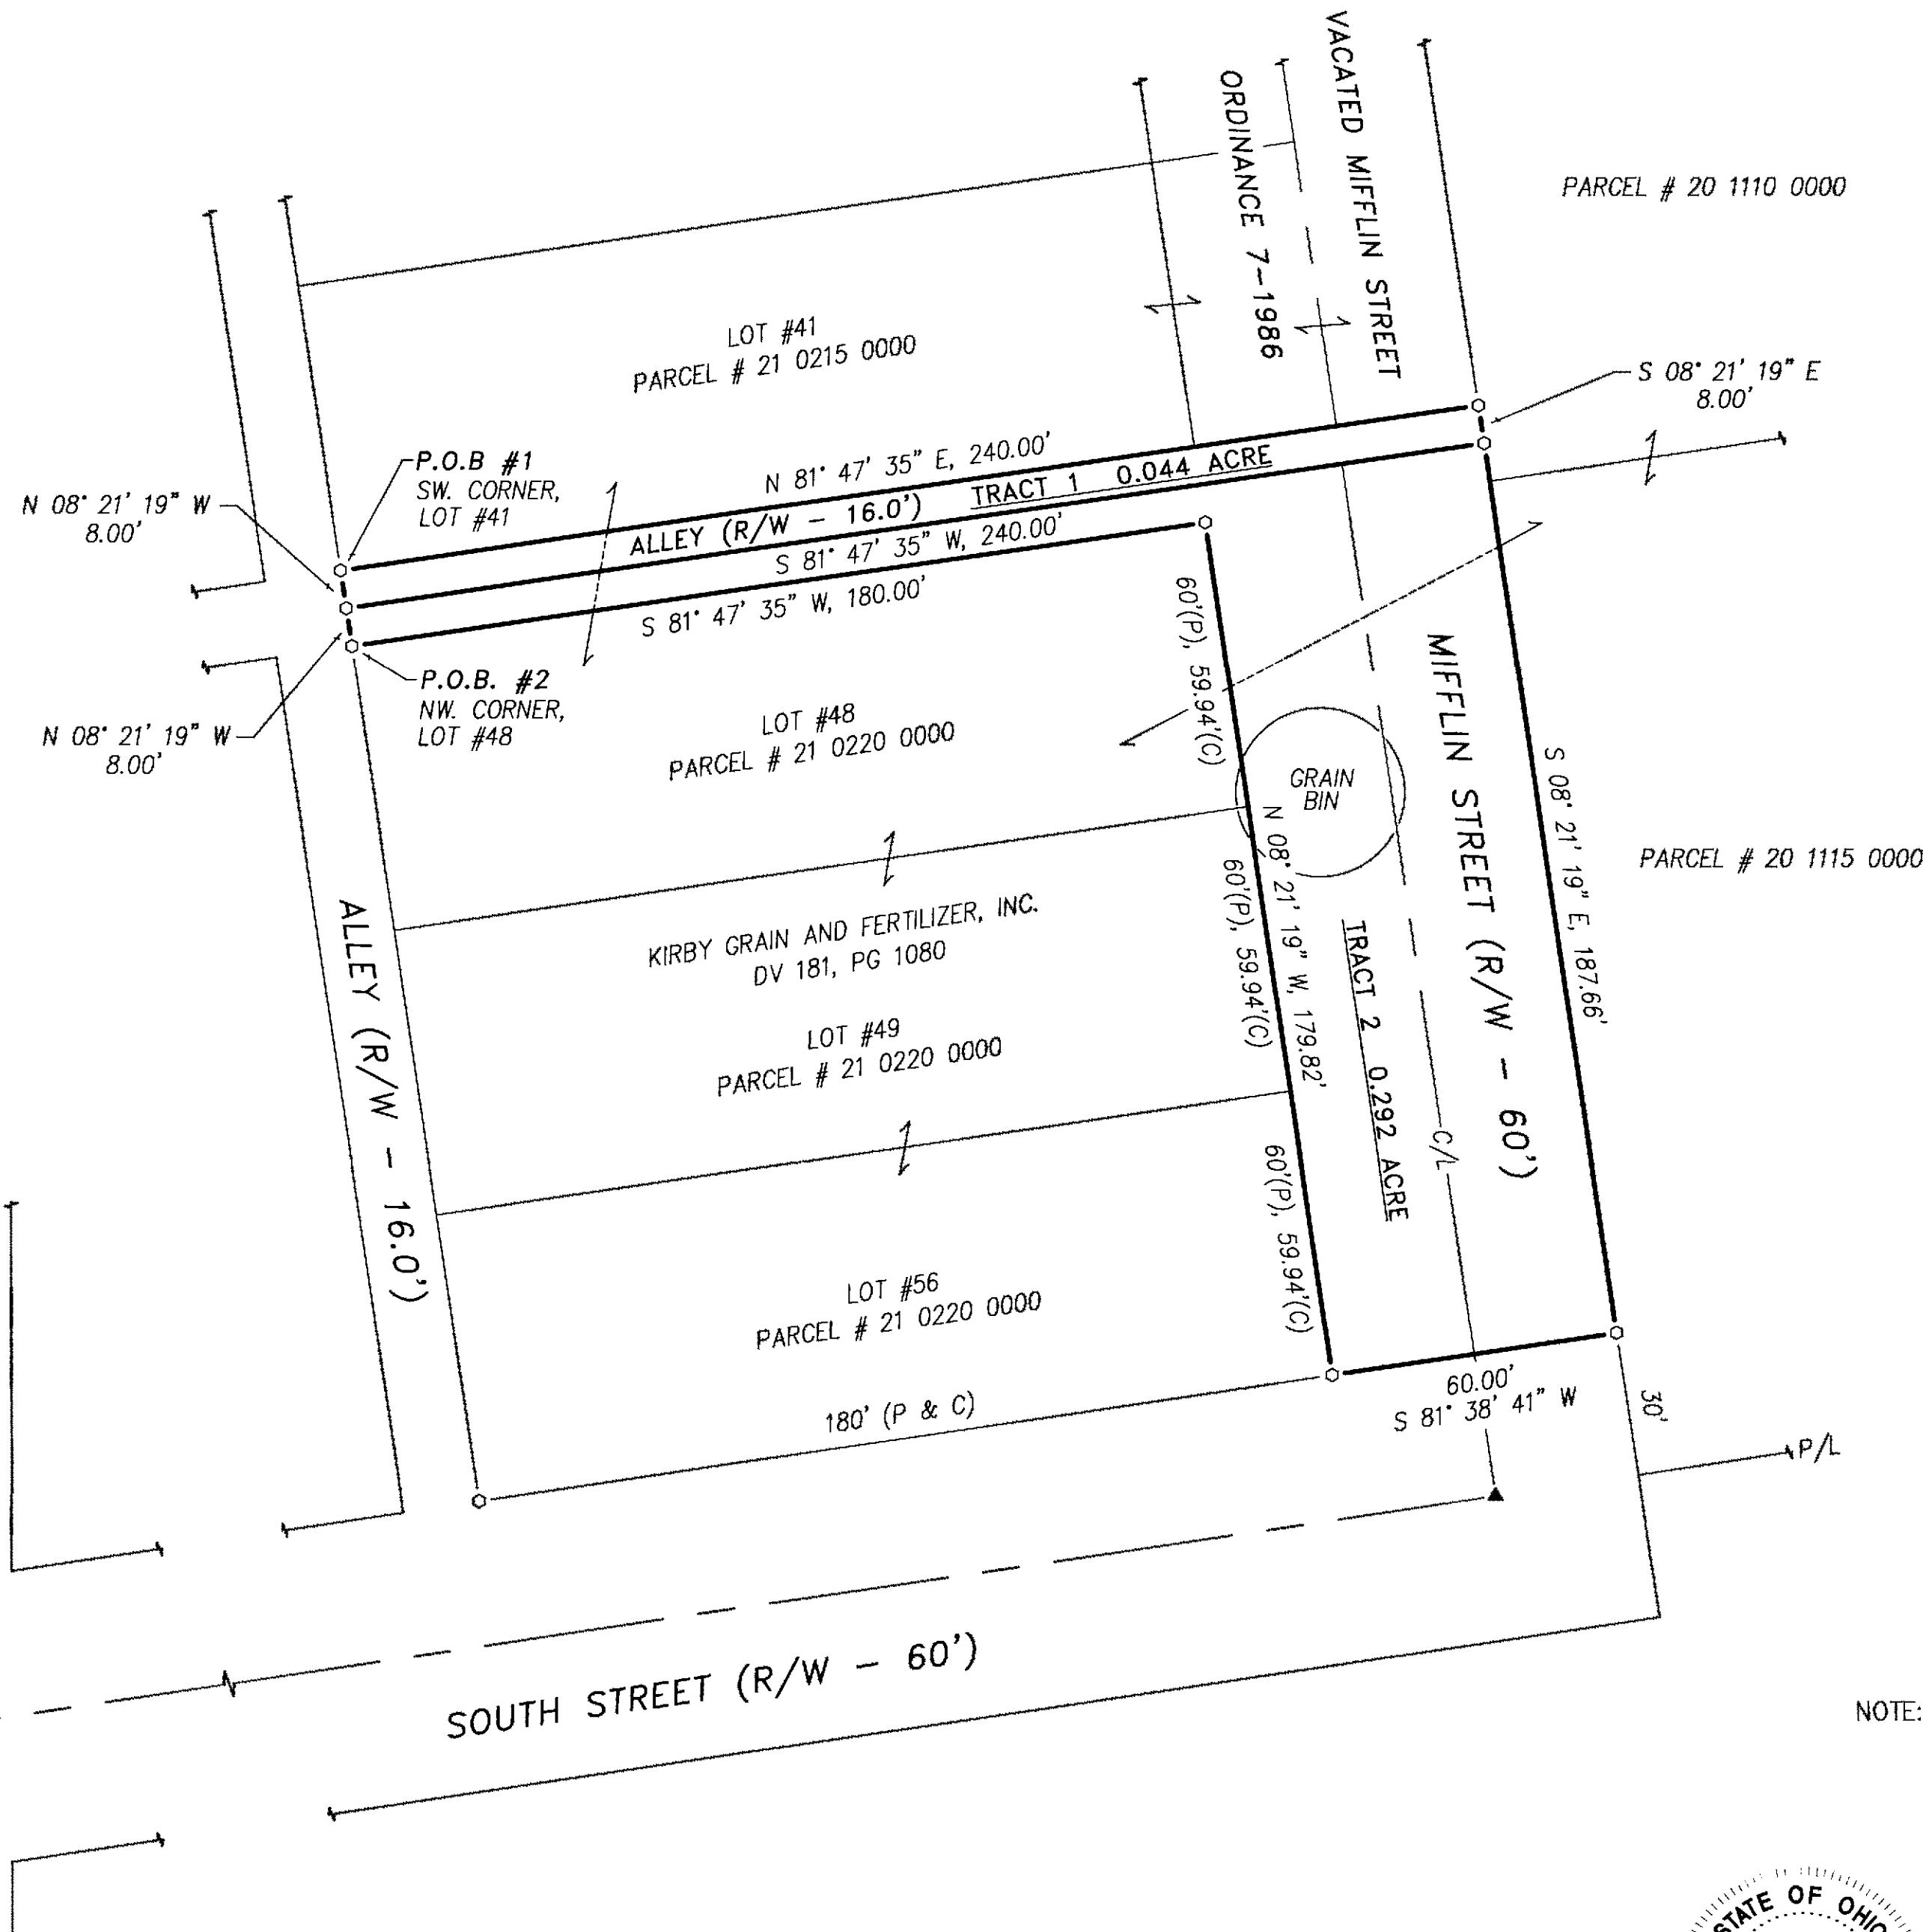 VACATED MIFFLIN STREET
ORDINANCE 7-1986
PARCEL # 20 1110 0000
LOT #41
PARCEL # 21 0215 0000
S 08° 21' 19" E
8.00'
P.O.B #1
SW. CORNER,
LOT #41
N 08° 21' 19" W
8.00'
N 81° 47' 35" E, 240.00'
TRACT 1 0.044 ACRE
ALLEY (R/W - 16.0')
S 81° 47' 35" W, 240.00'
S 81° 47' 35" W, 180.00'
P.O.B. #2
NW. CORNER,
LOT #48
N 08° 21' 19" W
8.00'
60'(P), 59.94'(C)
LOT #48
PARCEL # 21 0220 0000
GRAIN
BIN
MIFFLIN STREET (R/W - 60')
S 08° 21' 19" E, 187.66'
PARCEL # 20 1115 0000
N 08° 21' 19" W, 179.82'
60'(P), 59.94'(C)
KIRBY GRAIN AND FERTILIZER, INC.
DV 181, PG 1080
ALLEY (R/W - 16.0')
TRACT 2 0.292 ACRE
LOT #49
PARCEL # 21 0220 0000
C/L
60'(P), 59.94'(C)
LOT #56
PARCEL # 21 0220 0000
180' (P & C)
60.00'
S 81° 38' 41" W
30'
P/L
SOUTH STREET (R/W - 60')
NOTE:
STATE OF OHIO